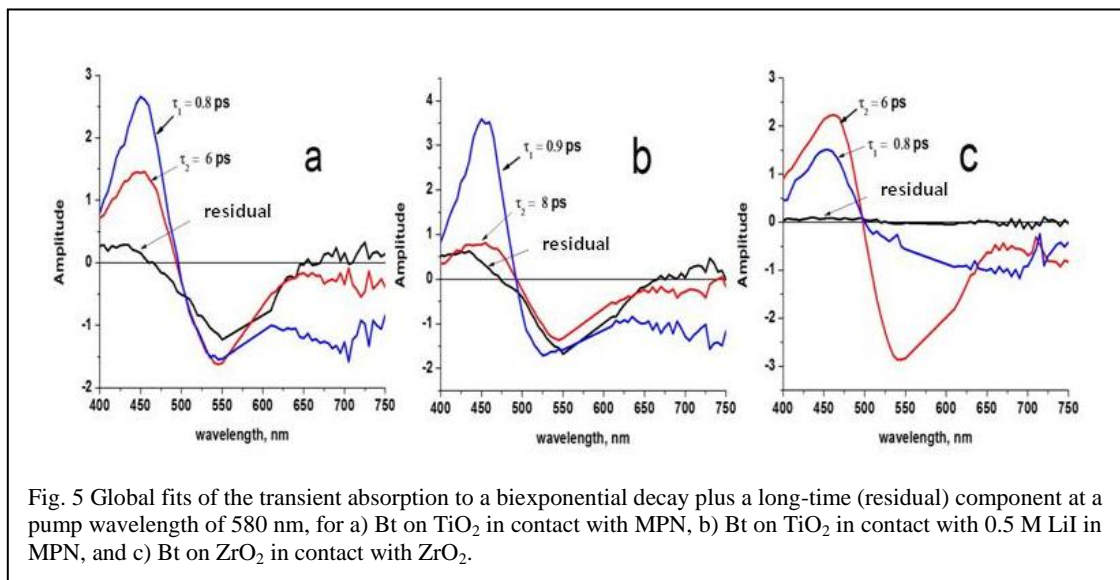 a
τ1 = 0.8 ps
τ2 = 6 ps
residual
Amplitude
3
2
1
0
-1
-2
400 450 500 550 600 650 700 750
wavelength, nm
b
τ1 = 0.9 ps
τ2 = 8 ps
residual
Amplitude
4
3
2
1
0
-1
-2
400 450 500 550 600 650 700 750
wavelength, nm
c
τ2 = 6 ps
τ1 = 0.8 ps
residual
Amplitude
3
2
1
0
-1
-2
-3
400 450 500 550 600 650 700 750
wavelength, nm
Fig. 5 Global fits of the transient absorption to a biexponential decay plus a long-time (residual) component at a
pump wavelength of 580 nm, for a) Bt on TiO2 in contact with MPN, b) Bt on TiO2 in contact with 0.5 M LiI in
MPN, and c) Bt on ZrO2 in contact with ZrO2.